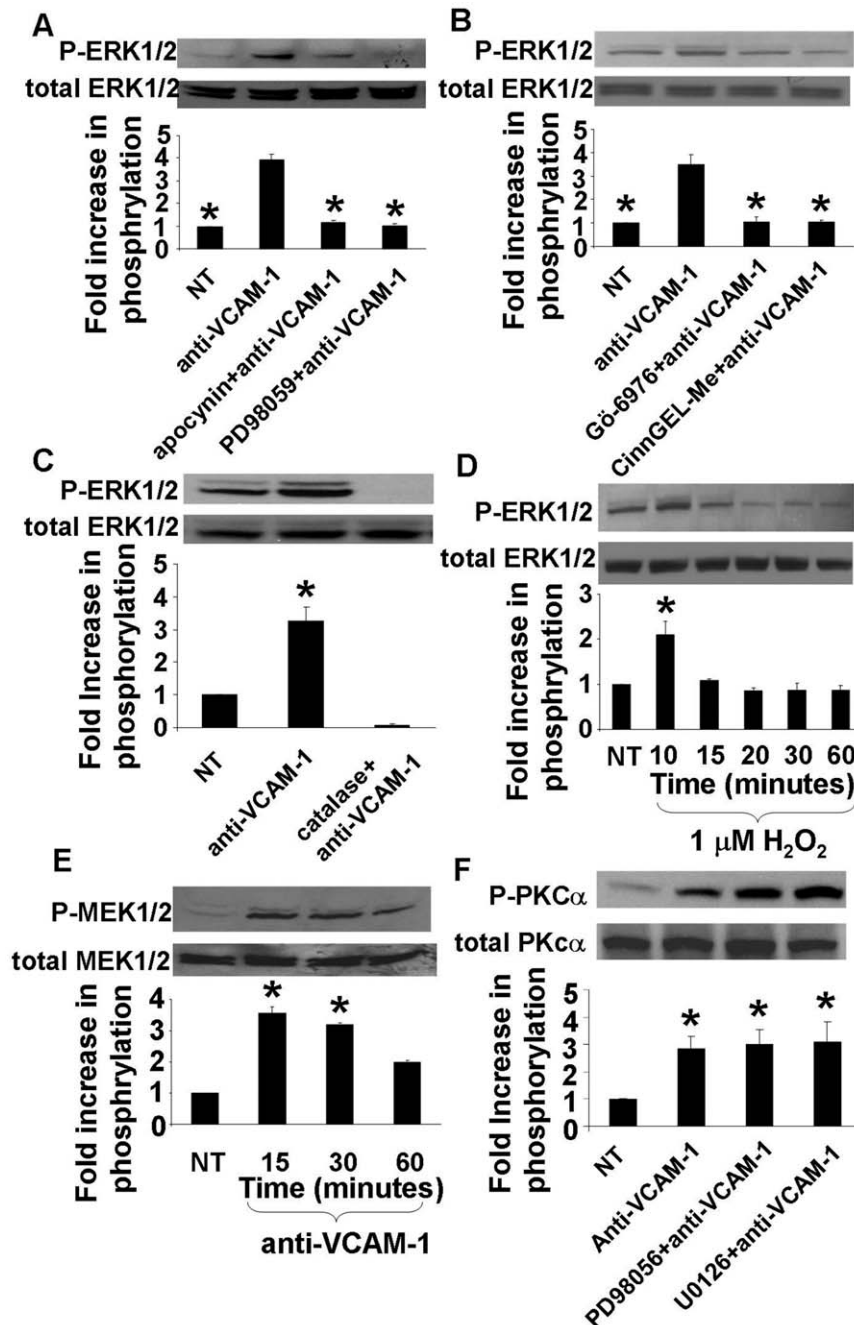 A
P-ERK1/2
total ERK1/2
Fold increase in
phosphrylation
5
4
3
2
1
0
*
*
*
NT
anti-VCAM-1
apocynin+anti-VCAM-1
PD98059+anti-VCAM-1
B
P-ERK1/2
total ERK1/2
Fold increase in
phosphorylation
5
4
3
2
1
0
*
*
*
NT
anti-VCAM-1
Gö-6976+anti-VCAM-1
CinnGEL-Me+anti-VCAM-1
C
P-ERK1/2
total ERK1/2
Fold Increase in
phosphorylation
5
4
3
2
1
0
*
NT
anti-VCAM-1
catalase+
anti-VCAM-1
D
P-ERK1/2
total ERK1/2
Fold increase in
phosphrylation
3
2
1
0
*
NT 10 15 20 30 60
Time (minutes)
1 μM H₂O₂
E
P-MEK1/2
total MEK1/2
Fold increase in
phosphorylation
4
3
2
1
0
*
*
NT 15 30 60
Time (minutes)
anti-VCAM-1
F
P-PKCα
total PKcα
Fold Increase in
phosphorylation
5
4
3
2
1
0
*
*
*
NT
Anti-VCAM-1
PD98056+anti-VCAM-1
U0126+anti-VCAM-1